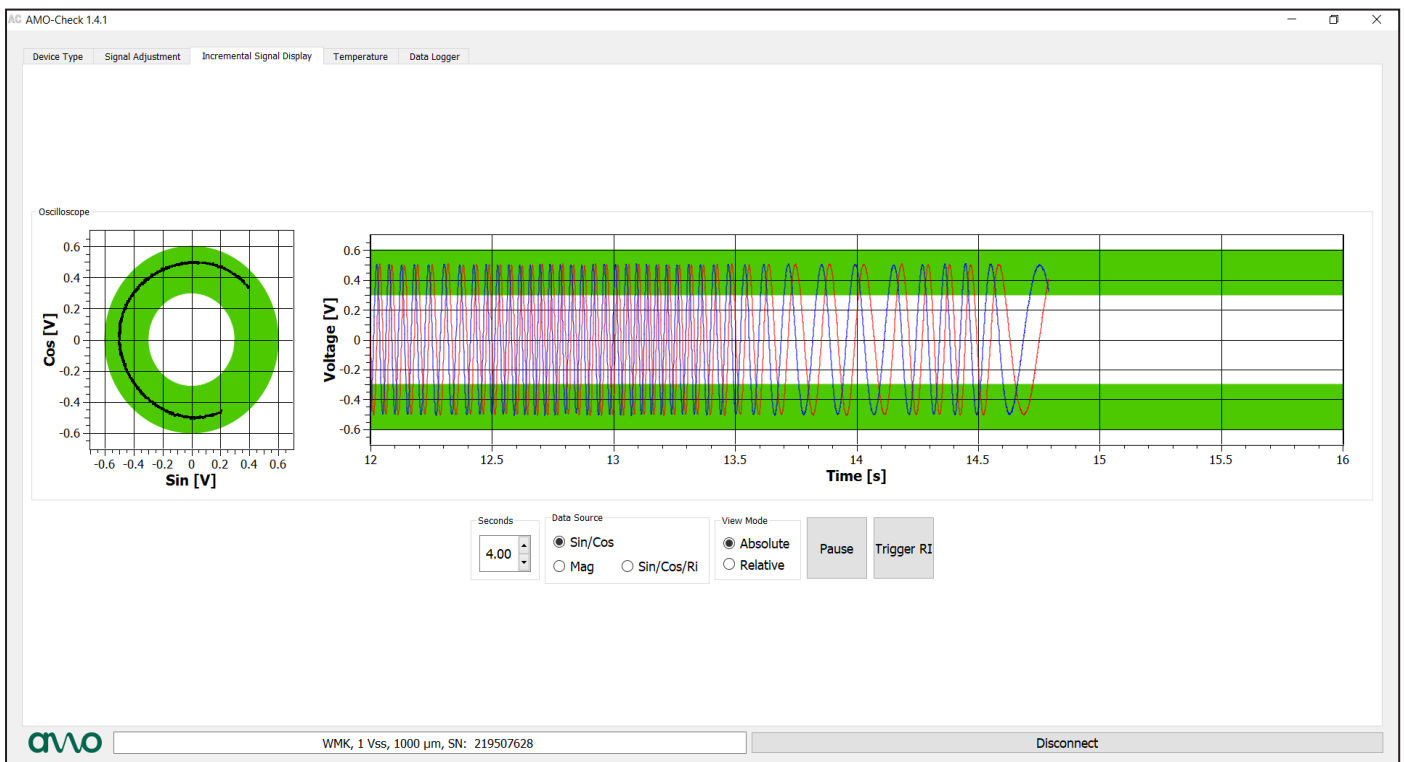 AC AMO-Check 1.4.1
Device Type Signal Adjustment Incremental Signal Display Temperature Data Logger
Oscilloscope
0.6
0.4
0.2
0
-0.2
-0.4
-0.6
Cos [V]
-0.6 -0.4 -0.2 0 0.2 0.4 0.6
Sin [V]
0.6
0.4
0.2
0
-0.2
-0.4
-0.6
Voltage [V]
12 12.5 13 13.5 14 14.5 15 15.5 16
Time [s]
Seconds
4.00
Data Source
Sin/Cos
Mag Sin/Cos/Ri
View Mode
Absolute
Relative
Pause
Trigger RI
amo
WMK, 1 Vss, 1000 µm, SN: 219507628
Disconnect